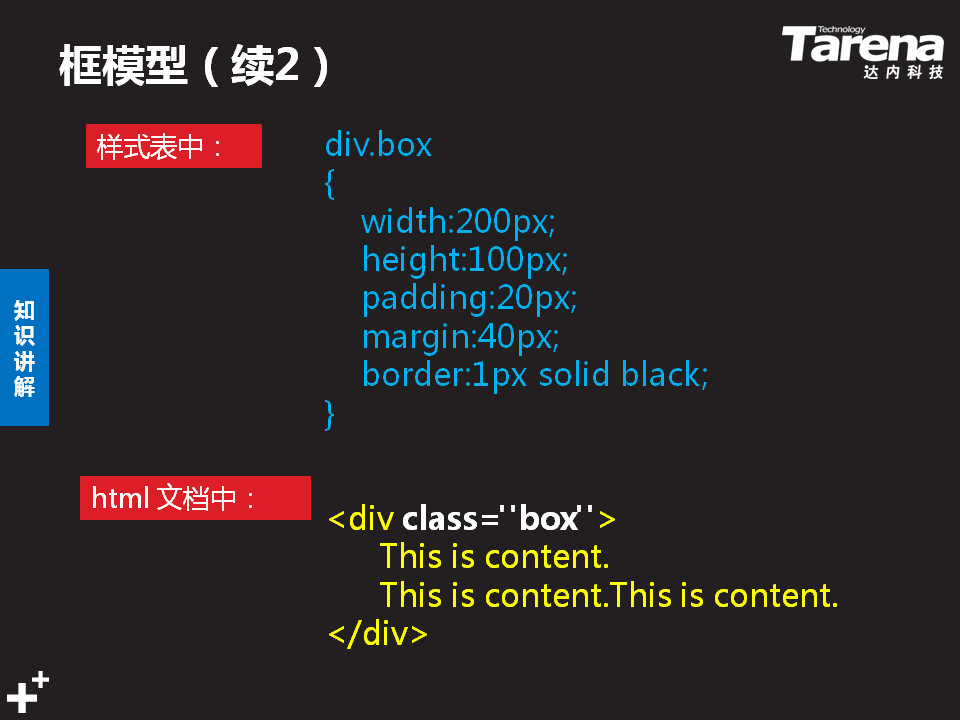 框模型（续2）
Technology
Tarena
达内科技
样式表中：
div.box
{
width:200px;
height:100px;
padding:20px;
margin:40px;
border:1px solid black;
}
知识讲解
html 文档中：
<div class="box">
This is content.
This is content.This is content.
</div>